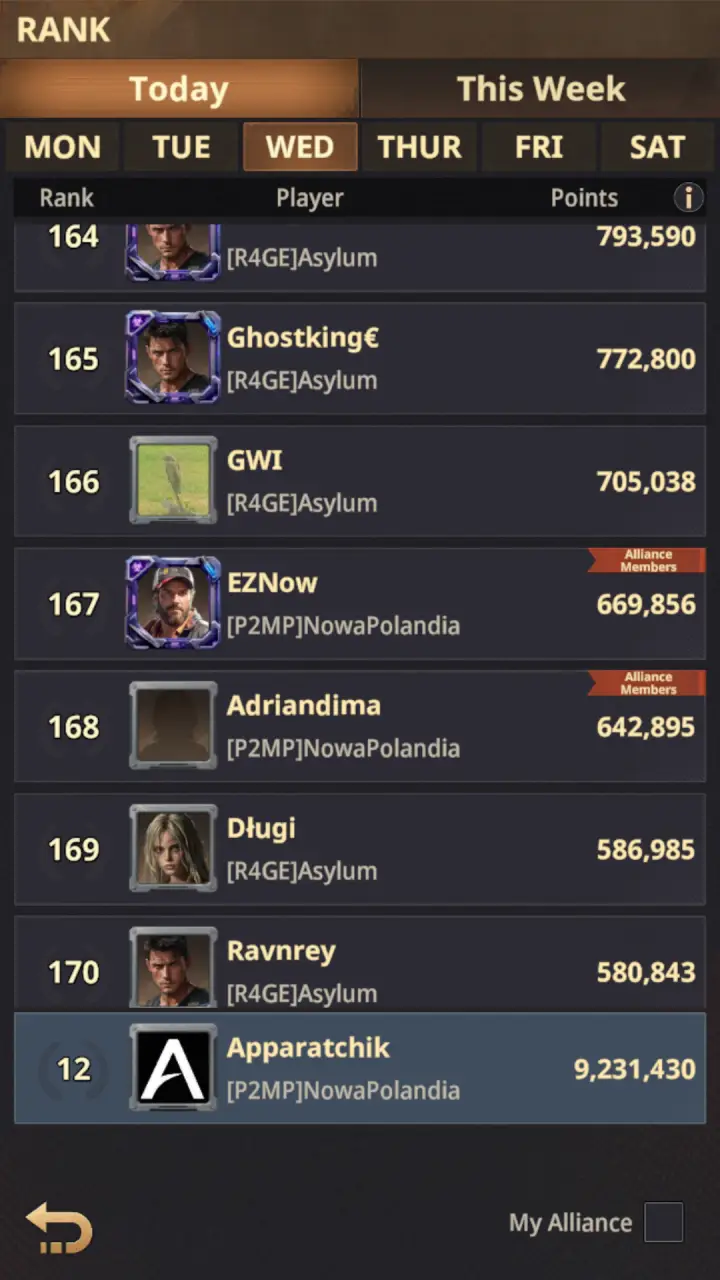 RANK
Today This Week
MON TUE WED THUR FRI SAT
Rank Player Points i
164 793,590
[R4GE]Asylum
Ghostking€
165 772,800
[R4GE]Asylum
GWI
166 705,038
[R4GE]Asylum
Alliance
Members
EZNow
167 669,856
[P2MP]NowaPolandia
Alliance
Members
Adriandima
168 642,895
[P2MP]NowaPolandia
Długi
169 586,985
[R4GE]Asylum
Ravnrey
170 580,843
[R4GE]Asylum
Apparatchik
12 9,231,430
[P2MP]NowaPolandia
My Alliance